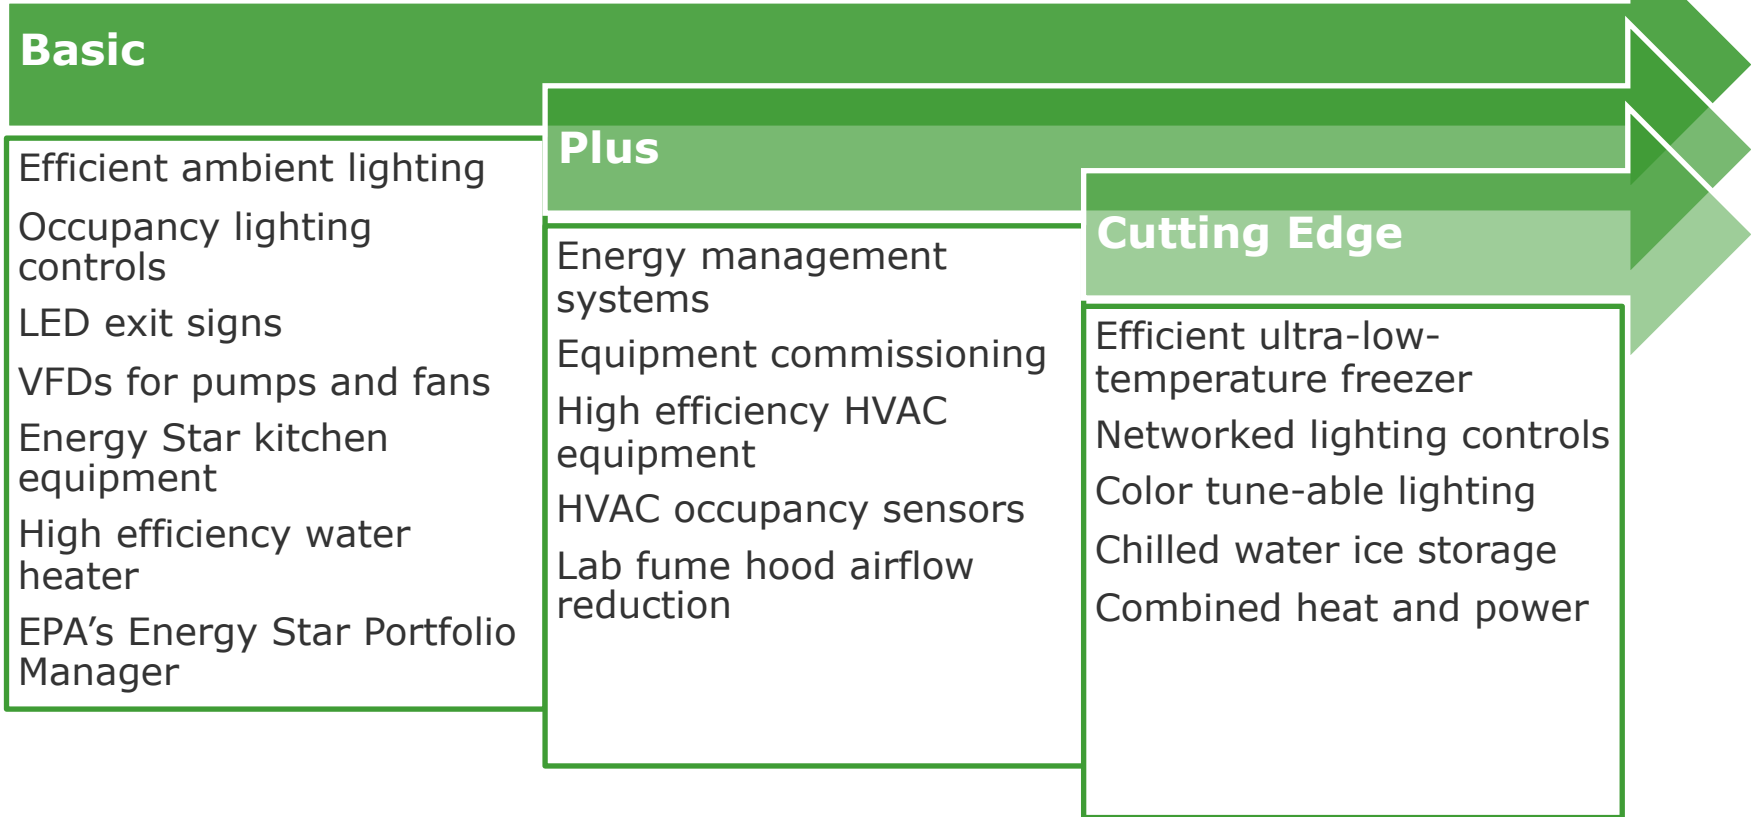 Basic
Efficient ambient lighting
Occupancy lighting
controls
LED exit signs
VFDs for pumps and fans
Energy Star kitchen
equipment
High efficiency water
heater
EPA’s Energy Star Portfolio
Manager
Plus
Energy management
systems
Equipment commissioning
High efficiency HVAC
equipment
HVAC occupancy sensors
Lab fume hood airflow
reduction
Cutting Edge
Efficient ultra-low-
temperature freezer
Networked lighting controls
Color tune-able lighting
Chilled water ice storage
Combined heat and power